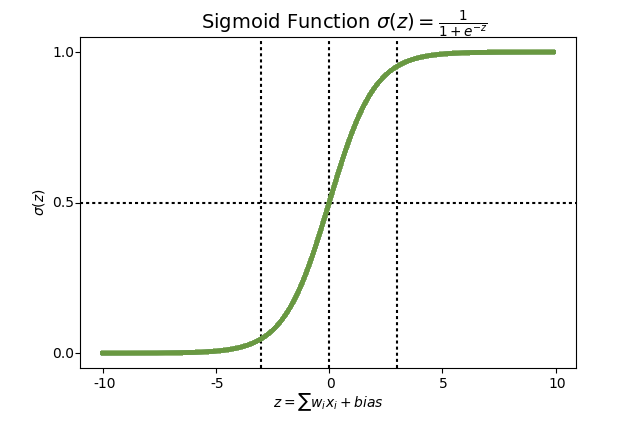 Sigmoid Function σ(z) = 1/(1 + e^{-z})
1.0
0.5
0.0
σ(z)
-10 -5 0 5 10
z = ∑w_i x_i + bias